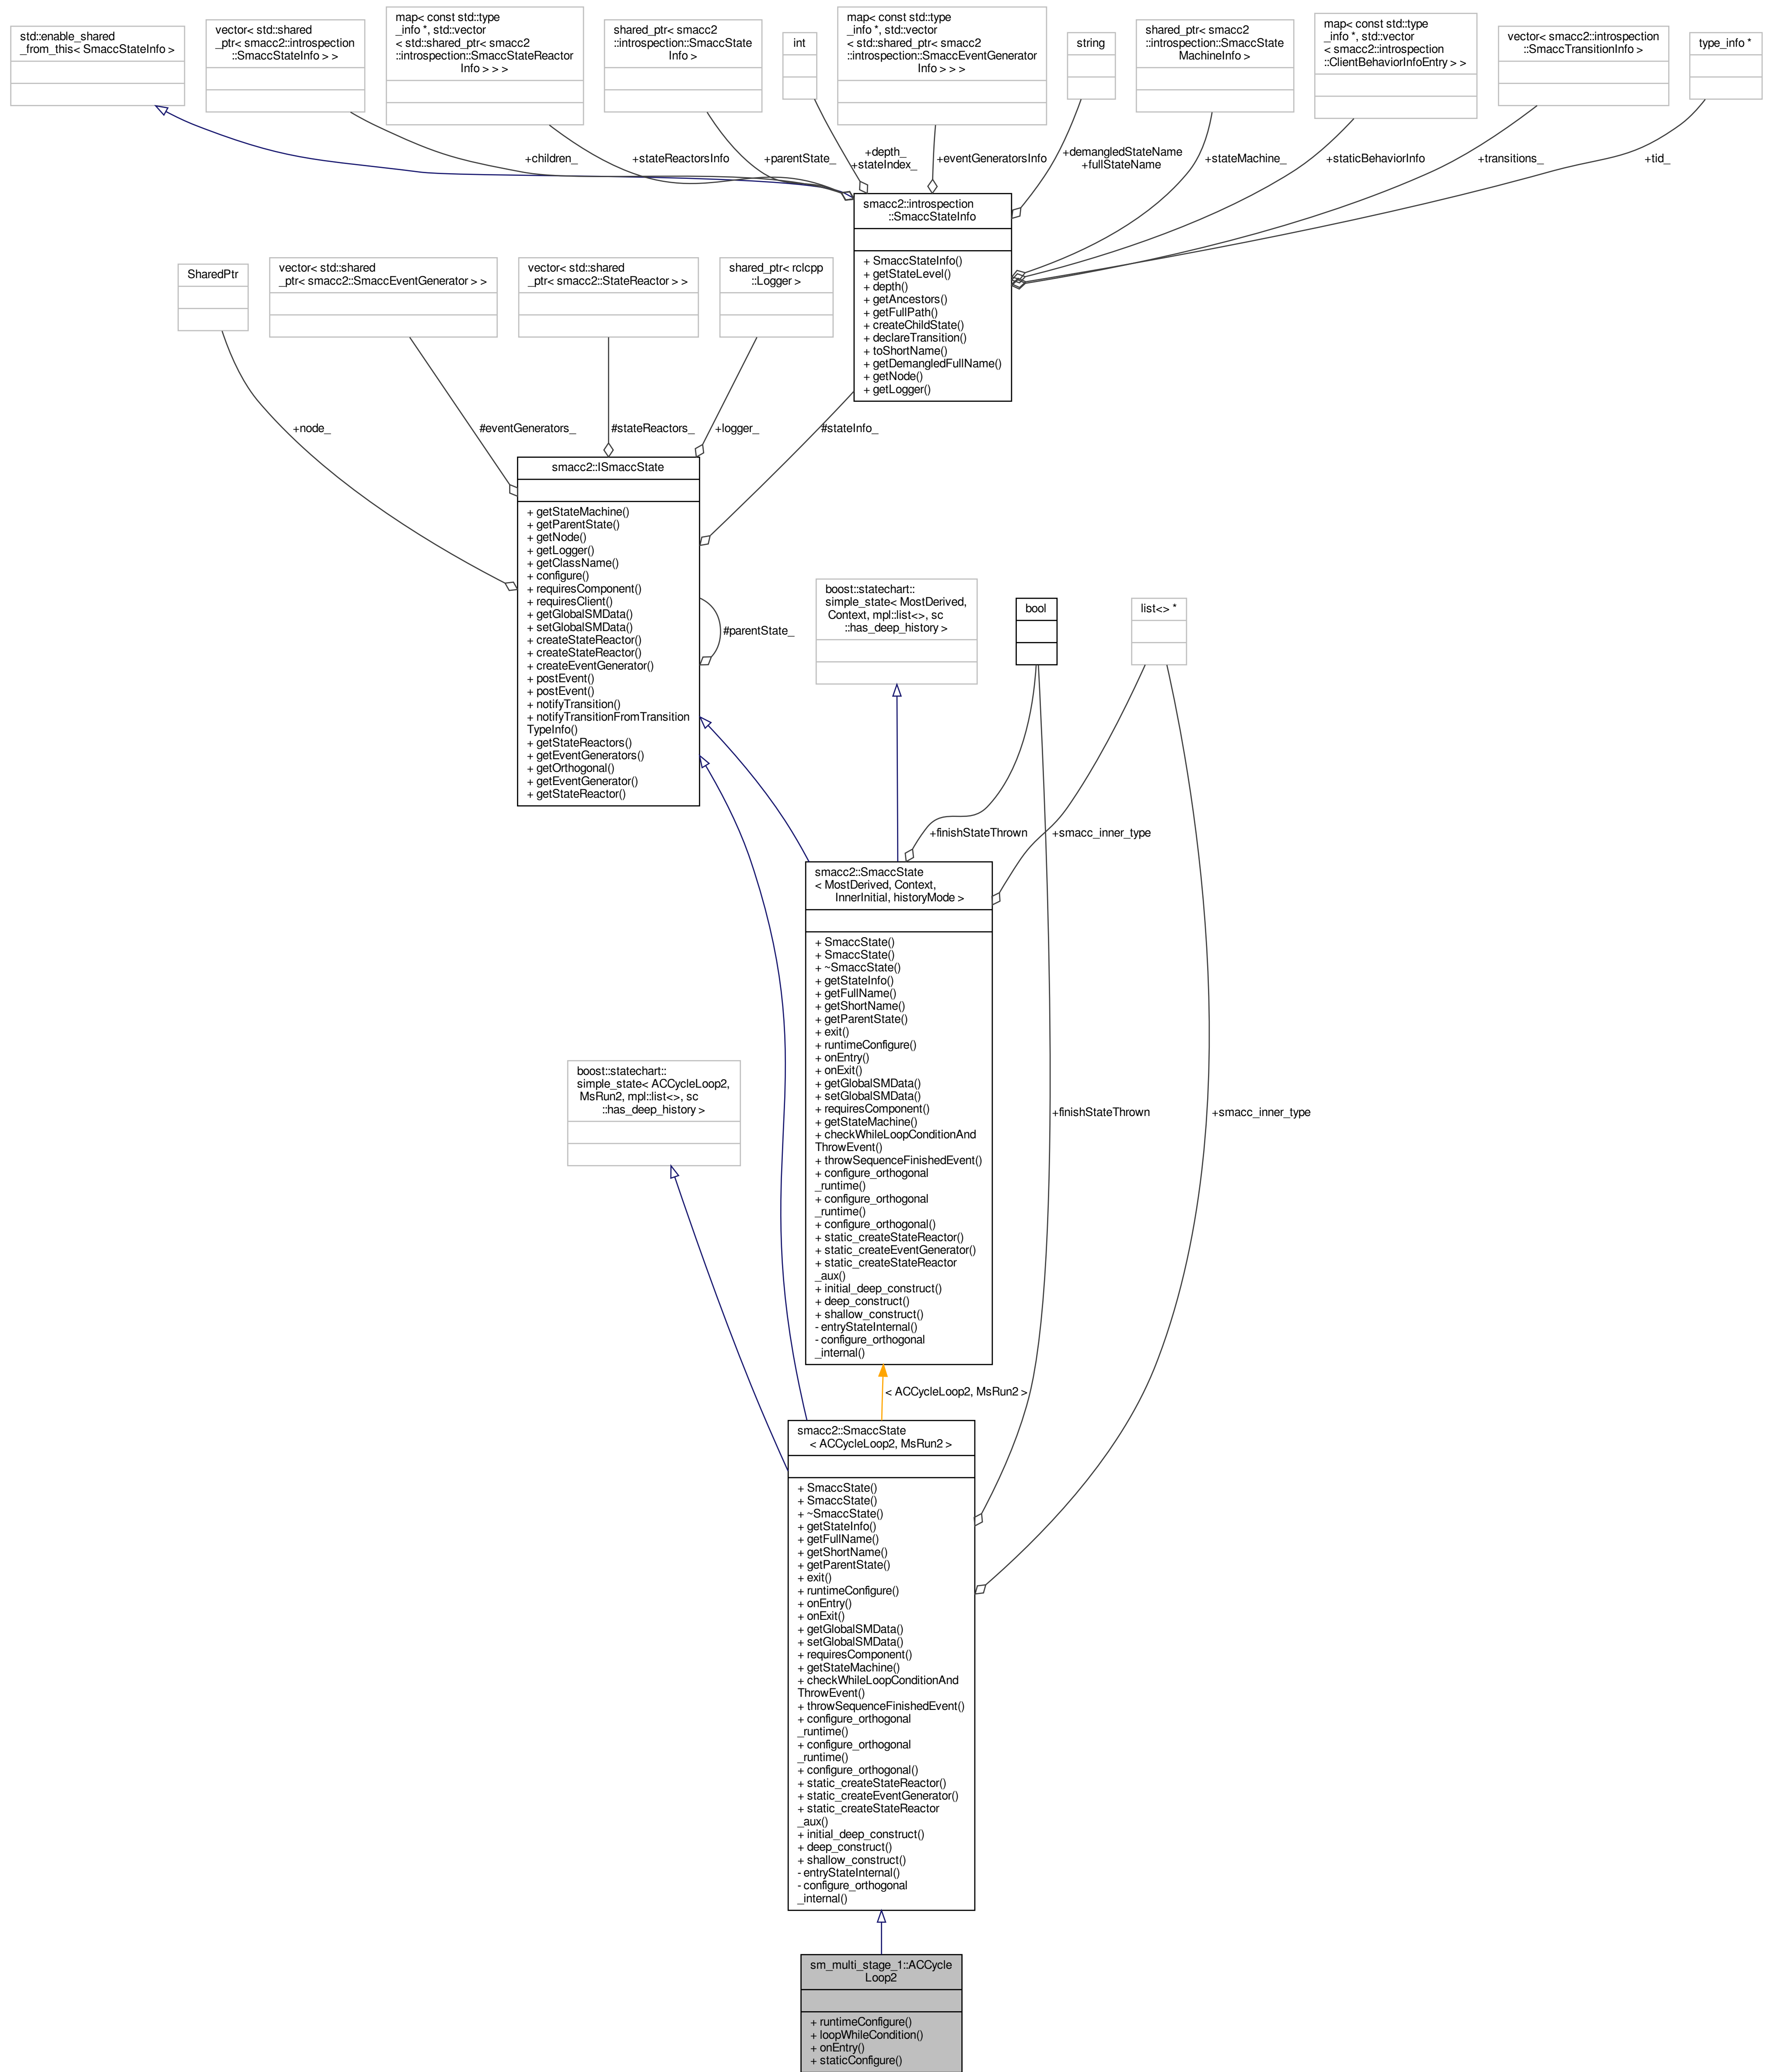 std::enable_shared
_from_this< SmaccStateInfo >
vector< std::shared
_ptr< smacc2::introspection
::SmaccStateInfo > >
map< const std::type
_info *, std::vector
< std::shared_ptr< smacc2
::introspection::SmaccStateReactor
Info > > >
shared_ptr< smacc2
::introspection::SmaccState
Info >
int
map< const std::type
_info *, std::vector
< std::shared_ptr< smacc2
::introspection::SmaccEventGenerator
Info > > >
string
shared_ptr< smacc2
::introspection::SmaccState
MachineInfo >
map< const std::type
_info *, std::vector
< smacc2::introspection
::ClientBehaviorInfoEntry > >
vector< smacc2::introspection
::SmaccTransitionInfo >
type_info *
+children_
+stateReactorsInfo
+parentState_
+depth_
+stateIndex_
+eventGeneratorsInfo
+demangledStateName
+fullStateName
+stateMachine_
+staticBehaviorInfo
+transitions_
+tid_
smacc2::introspection
::SmaccStateInfo
+ SmaccStateInfo()
+ getStateLevel()
+ depth()
+ getAncestors()
+ getFullPath()
+ createChildState()
+ declareTransition()
+ toShortName()
+ getDemangledFullName()
+ getNode()
+ getLogger()
SharedPtr
vector< std::shared
_ptr< smacc2::SmaccEventGenerator > >
vector< std::shared
_ptr< smacc2::StateReactor > >
shared_ptr< rclcpp
::Logger >
+node_
#eventGenerators_
#stateReactors_
+logger_
#stateInfo_
smacc2::ISmaccState
+ getStateMachine()
+ getParentState()
+ getNode()
+ getLogger()
+ getClassName()
+ configure()
+ requiresComponent()
+ requiresClient()
+ getGlobalSMData()
+ setGlobalSMData()
+ createStateReactor()
+ createStateReactor()
+ createEventGenerator()
+ postEvent()
+ postEvent()
+ notifyTransition()
+ notifyTransitionFromTransition
TypeInfo()
+ getStateReactors()
+ getEventGenerators()
+ getOrthogonal()
+ getEventGenerator()
+ getStateReactor()
#parentState_
boost::statechart::
simple_state< MostDerived,
Context, mpl::list<>, sc
::has_deep_history >
bool
list<> *
+finishStateThrown
+smacc_inner_type
smacc2::SmaccState
< MostDerived, Context,
InnerInitial, historyMode >
+ SmaccState()
+ SmaccState()
+ ~SmaccState()
+ getStateInfo()
+ getFullName()
+ getShortName()
+ getParentState()
+ exit()
+ runtimeConfigure()
+ onEntry()
+ onExit()
+ getGlobalSMData()
+ setGlobalSMData()
+ requiresComponent()
+ getStateMachine()
+ checkWhileLoopConditionAnd
ThrowEvent()
+ throwSequenceFinishedEvent()
+ configure_orthogonal
_runtime()
+ configure_orthogonal
_runtime()
+ configure_orthogonal()
+ static_createStateReactor()
+ static_createEventGenerator()
+ static_createStateReactor
_aux()
+ initial_deep_construct()
+ deep_construct()
+ shallow_construct()
- entryStateInternal()
- configure_orthogonal
_internal()
boost::statechart::
simple_state< ACCycleLoop2,
MsRun2, mpl::list<>, sc
::has_deep_history >
+finishStateThrown
+smacc_inner_type
< ACCycleLoop2, MsRun2 >
smacc2::SmaccState
< ACCycleLoop2, MsRun2 >
+ SmaccState()
+ SmaccState()
+ ~SmaccState()
+ getStateInfo()
+ getFullName()
+ getShortName()
+ getParentState()
+ exit()
+ runtimeConfigure()
+ onEntry()
+ onExit()
+ getGlobalSMData()
+ setGlobalSMData()
+ requiresComponent()
+ getStateMachine()
+ checkWhileLoopConditionAnd
ThrowEvent()
+ throwSequenceFinishedEvent()
+ configure_orthogonal
_runtime()
+ configure_orthogonal
_runtime()
+ configure_orthogonal()
+ static_createStateReactor()
+ static_createEventGenerator()
+ static_createStateReactor
_aux()
+ initial_deep_construct()
+ deep_construct()
+ shallow_construct()
- entryStateInternal()
- configure_orthogonal
_internal()
sm_multi_stage_1::ACCycle
Loop2
+ runtimeConfigure()
+ loopWhileCondition()
+ onEntry()
+ staticConfigure()